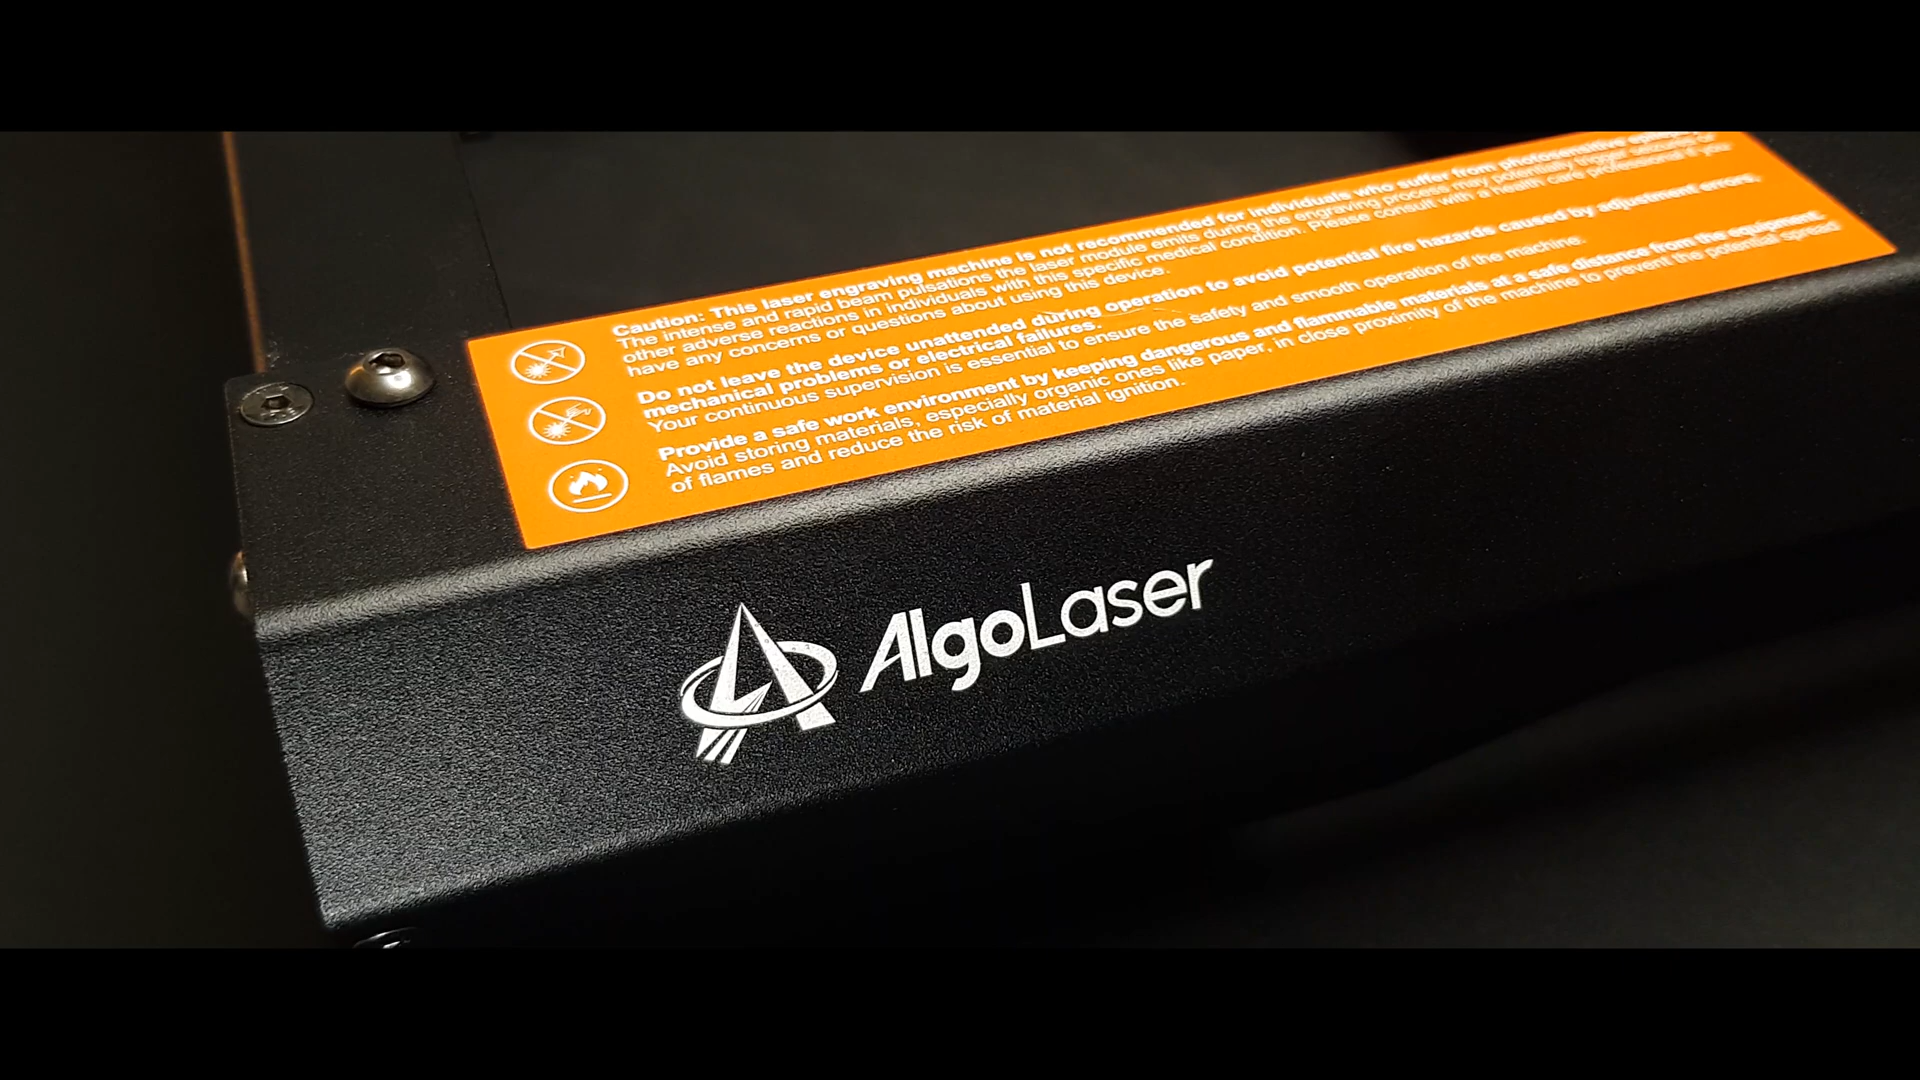 Caution: This laser engraving machine is not recommended for individuals who suffer from photosensitive
The intense and rapid beam pulsations the laser module emits during the engraving process may potentially trigger seizures or
other adverse reactions in individuals with this specific medical condition. Please consult with a health care professional if you
have any concerns or questions about using this device.
Do not leave the device unattended during operation to avoid potential fire hazards caused by adjustment errors,
mechanical problems or electrical failures.
Your continuous supervision is essential to ensure the safety and smooth operation of the machine.
Provide a safe work environment by keeping dangerous and flammable materials at a safe distance from the equipment.
Avoid storing materials, especially organic ones like paper, in close proximity of the machine to prevent the potential spread
of flames and reduce the risk of material ignition.
AlgoLaser